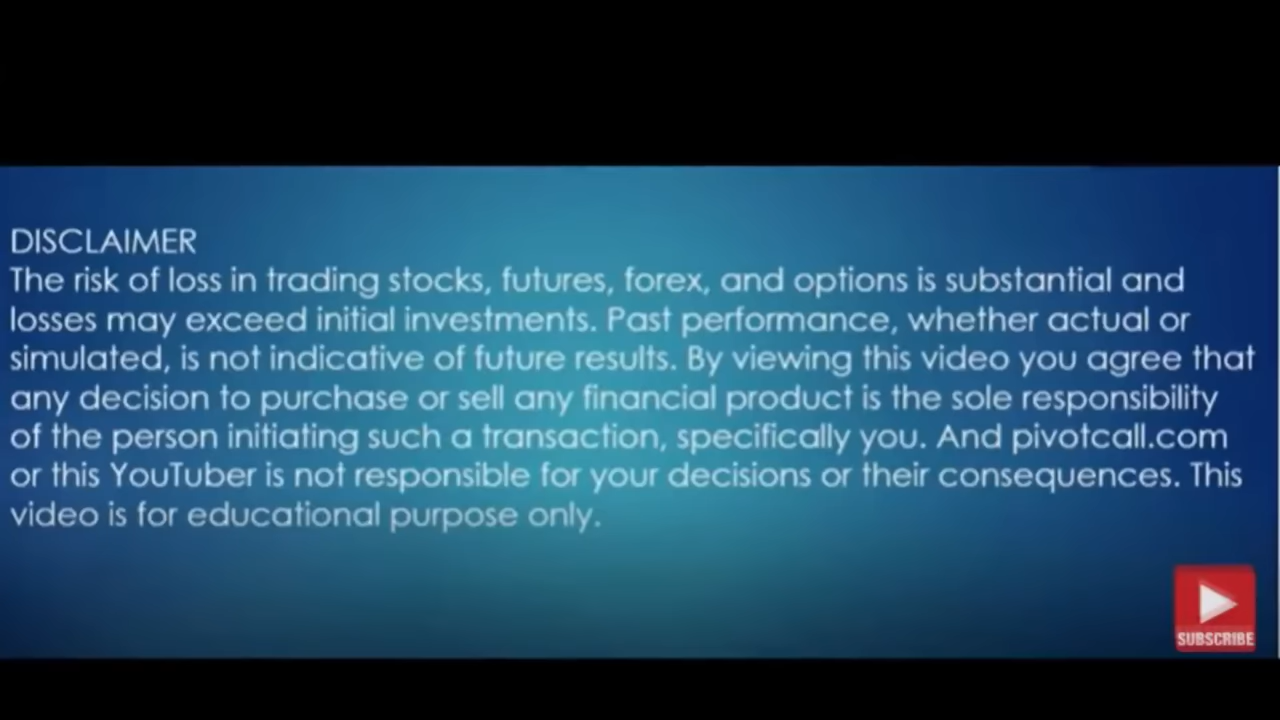 DISCLAIMER
The risk of loss in trading stocks, futures, forex, and options is substantial and
losses may exceed initial investments. Past performance, whether actual or
simulated, is not indicative of future results. By viewing this video you agree that
any decision to purchase or sell any financial product is the sole responsibility
of the person initiating such a transaction, specifically you. And pivotcall.com
or this YouTuber is not responsible for your decisions or their consequences. This
video is for educational purpose only.
SUBSCRIBE